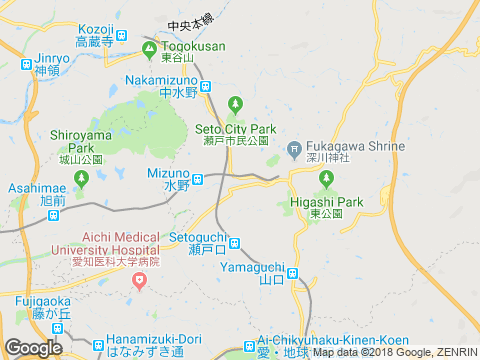 中央本線
Kozoji
高蔵寺
Togokusan
東谷山
Jinryo
神領
Nakamizuno
中水野
Seto City Park
瀬戸市民公園
Shiroyama
Park
城山公園
Fukagawa Shrine
深川神社
Mizuno
水野
Asahimae
旭前
Higashi Park
東公園
Aichi Medical
University Hospital
愛知医科大学病院
Setoguchi
瀬戸口
Yamaguchi
山口
Fujigaoka
藤が丘
Hanamizuki-Dori
はなみずき通
Ai-Chikyuhaku-Kinen-Koen
愛・地球
Google
Map data ©2018 Google, ZENRIN